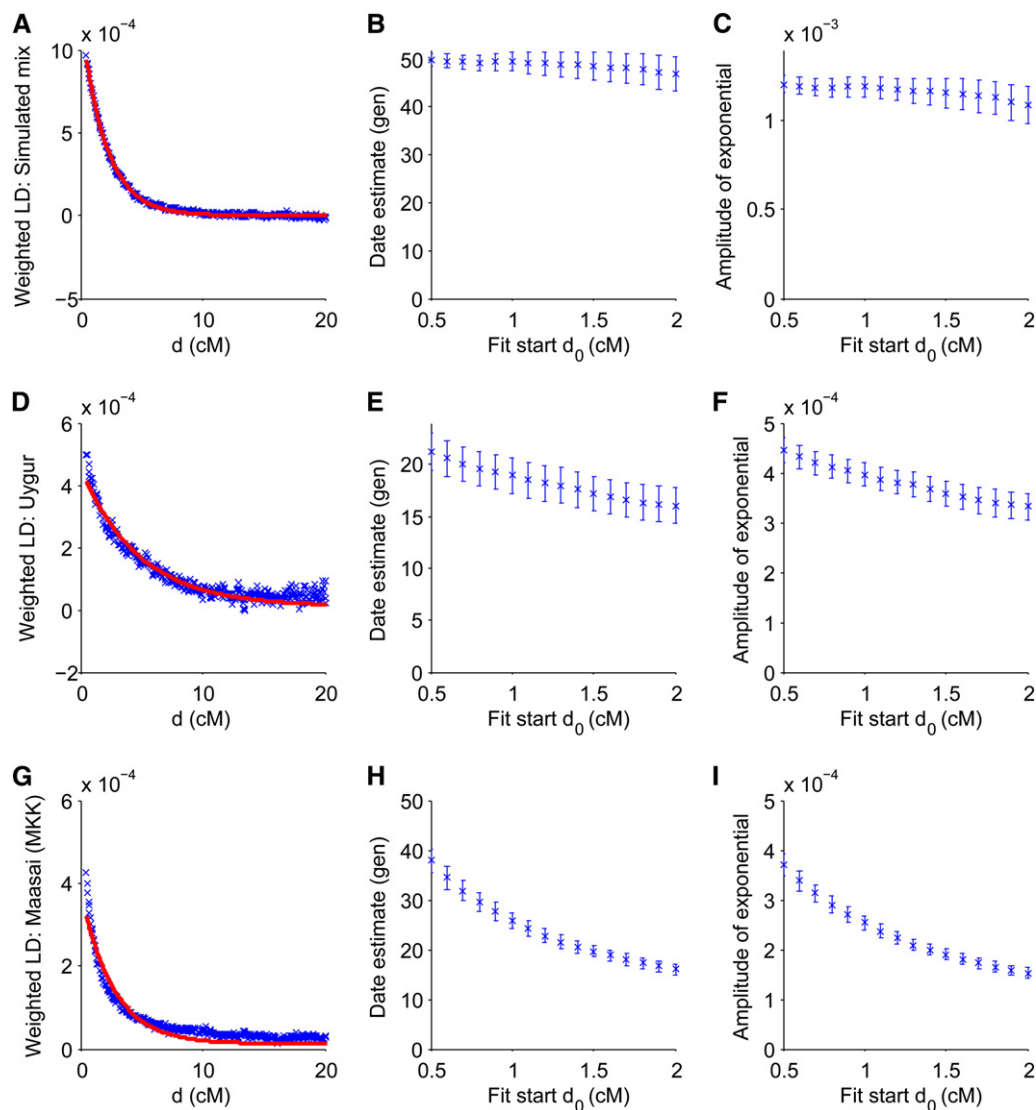 A
x 10⁻⁴
10
5
0
−5
0
10
20
Weighted LD: Simulated mix
d (cM)
B
50
40
30
20
10
0
0.5
1
1.5
2
Date estimate (gen)
Fit start d₀ (cM)
C
x 10⁻³
1
0.5
0
0.5
1
1.5
2
Amplitude of exponential
Fit start d₀ (cM)
D
x 10⁻⁴
6
4
2
0
−2
0
10
20
Weighted LD: Uygur
d (cM)
E
20
15
10
5
0
0.5
1
1.5
2
Date estimate (gen)
Fit start d₀ (cM)
F
x 10⁻⁴
5
4
3
2
1
0
0.5
1
1.5
2
Amplitude of exponential
Fit start d₀ (cM)
G
x 10⁻⁴
6
4
2
0
0
10
20
Weighted LD: Maasai (MKK)
d (cM)
H
50
40
30
20
10
0
0.5
1
1.5
2
Date estimate (gen)
Fit start d₀ (cM)
I
x 10⁻⁴
5
4
3
2
1
0
0.5
1
1.5
2
Amplitude of exponential
Fit start d₀ (cM)